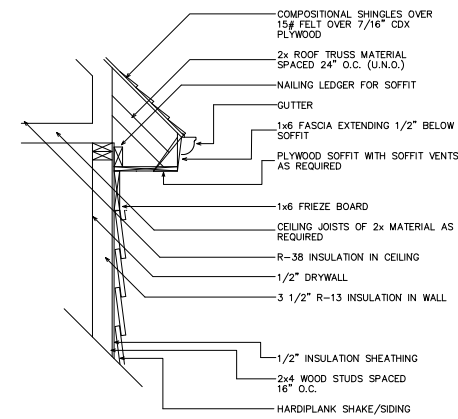 COMPOSITIONAL SHINGLES OVER
15# FELT OVER 7/16" CDX
PLYWOOD
2x ROOF TRUSS MATERIAL
SPACED 24" O.C. (U.N.O.)
NAILING LEDGER FOR SOFFIT
GUTTER
1x6 FASCIA EXTENDING 1/2" BELOW
SOFFIT
PLYWOOD SOFFIT WITH SOFFIT VENTS
AS REQUIRED
1x6 FRIEZE BOARD
CEILING JOISTS OF 2x MATERIAL AS
REQUIRED
R-38 INSULATION IN CEILING
1/2" DRYWALL
3 1/2" R-13 INSULATION IN WALL
1/2" INSULATION SHEATHING
2x4 WOOD STUDS SPACED
16" O.C.
HARDIPLANK SHAKE/SIDING